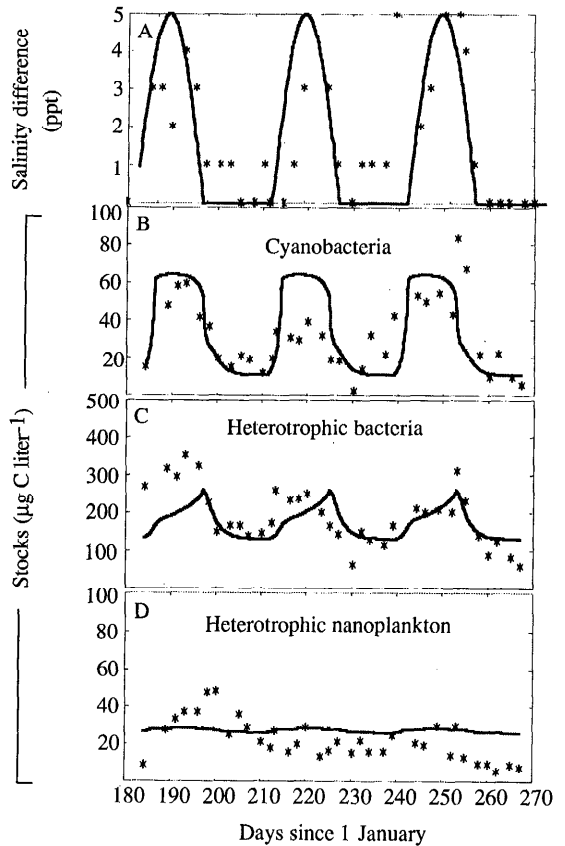 Salinity difference
(ppt)
A
5
4
3
2
1
B
Cyanobacteria
100
80
60
40
20
Stocks (µg C liter⁻¹)
C
Heterotrophic bacteria
500
400
300
200
100
D
Heterotrophic nanoplankton
100
80
60
40
20
180 190 200 210 220 230 240 250 260 270
Days since 1 January